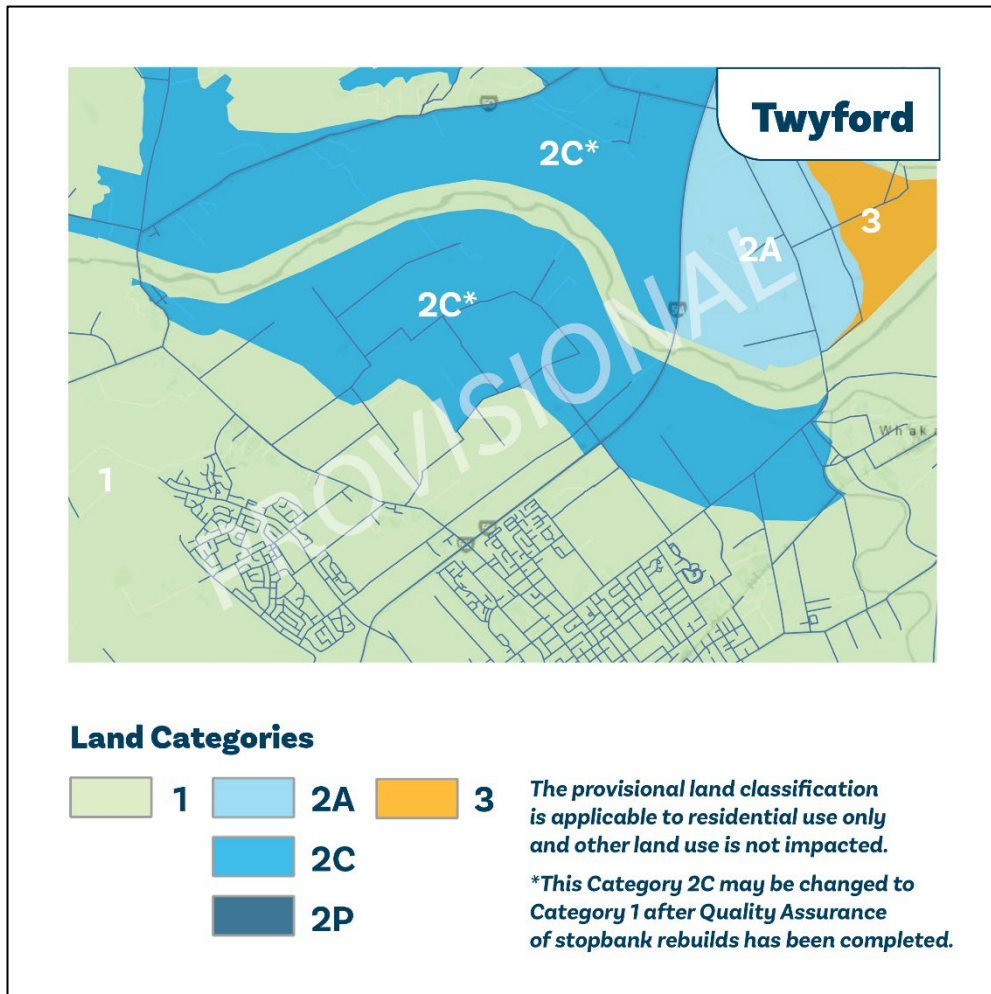 Twyford
2C*
3
2A
2C*
PROVISIONAL
1
Land Categories
1
2A
3
2C
2P
The provisional land classification
is applicable to residential use only
and other land use is not impacted.
*This Category 2C may be changed to
Category 1 after Quality Assurance
of stopbank rebuilds has been completed.